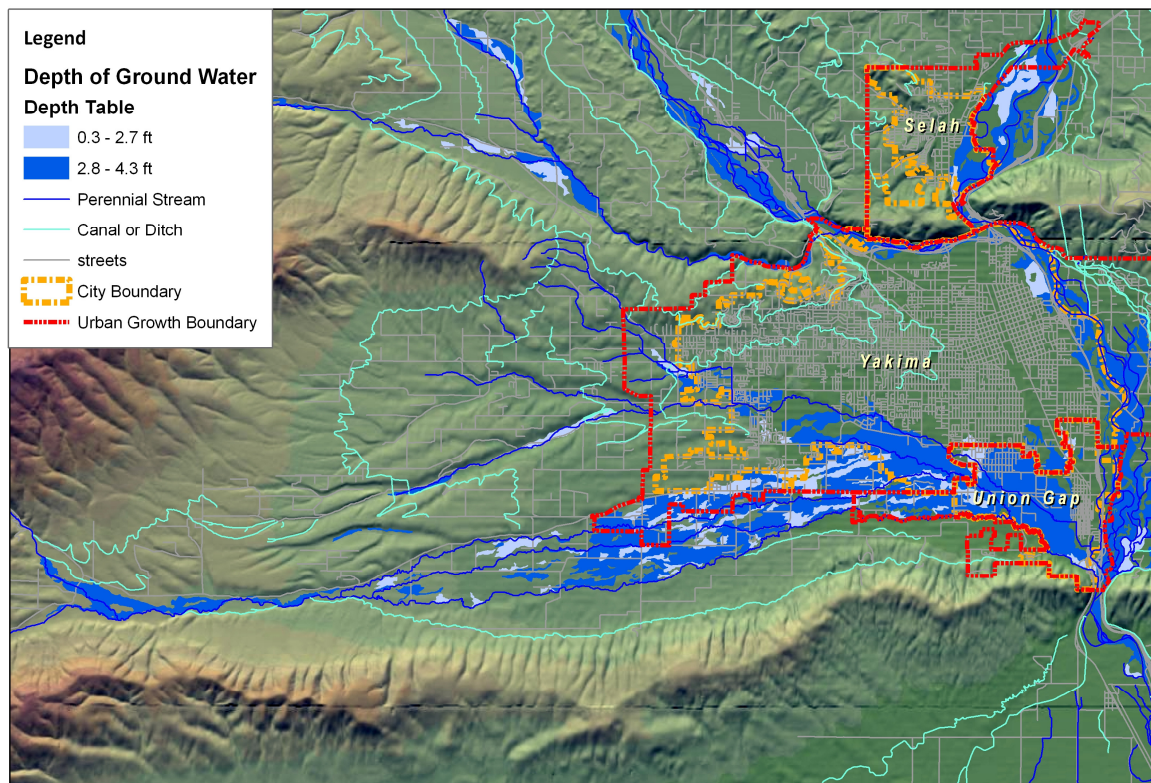 Legend
Depth of Ground Water
Depth Table
0.3 - 2.7 ft
2.8 - 4.3 ft
Perennial Stream
Canal or Ditch
streets
City Boundary
Urban Growth Boundary
Selah
Yakima
Union Gap